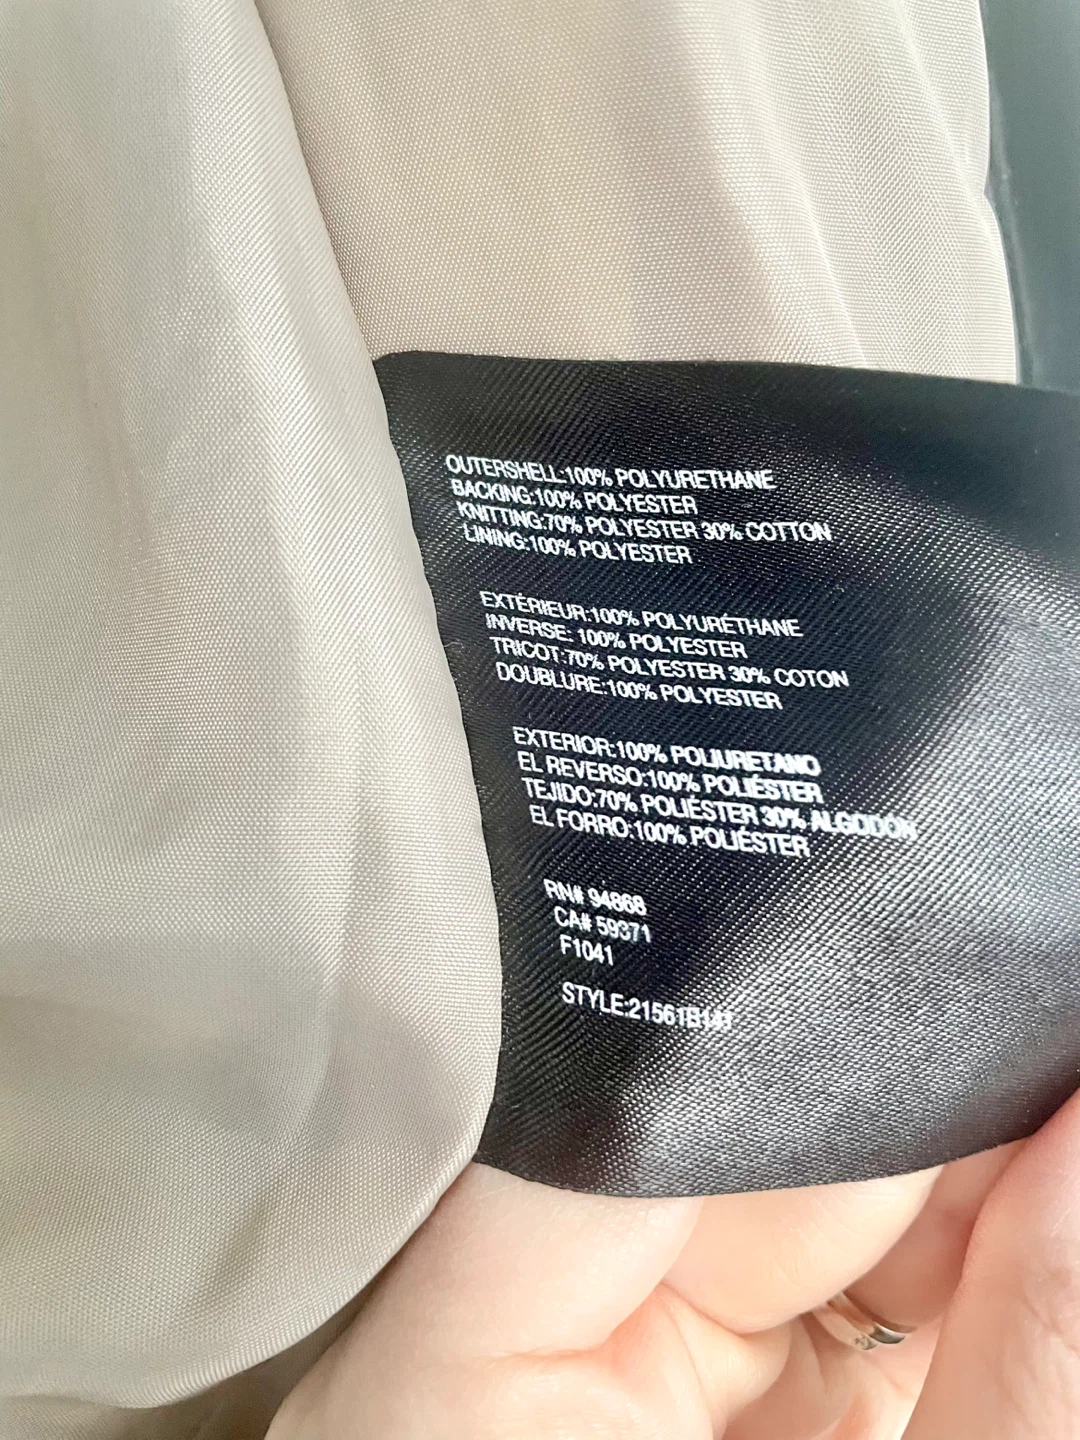 OUTERSHELL:100% POLYURETHANE
BACKING:100% POLYESTER
KNITTING:70% POLYESTER 30% COTTON
LINING:100% POLYESTER
EXTÉRIEUR:100% POLYURÉTHANE
INVERSE: 100% POLYESTER
TRICOT:70% POLYESTER 30% COTON
DOUBLURE:100% POLYESTER
EXTERIOR:100% POLIURETANO
EL REVERSO:100% POLIÉSTER
TEJIDO:70% POLIÉSTER 30% ALGODÓN
EL FORRO:100% POLIÉSTER
RN# 94868
CA# 59371
F1041
STYLE:21561B141